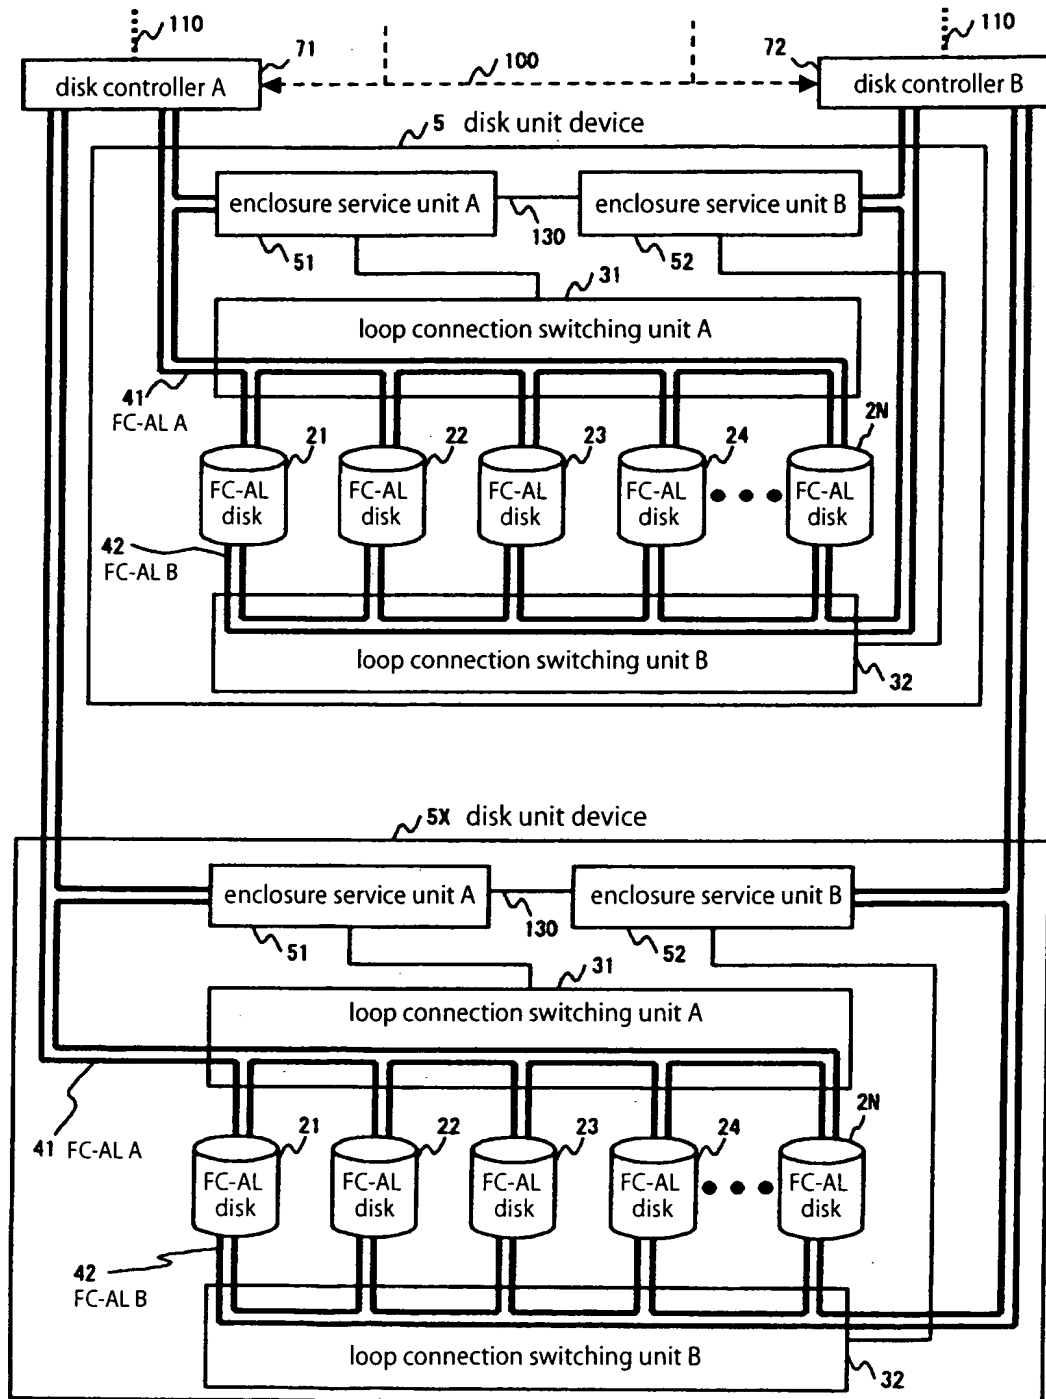 110
110
71
100
72
disk controller A
disk controller B
5 disk unit device
enclosure service unit A
enclosure service unit B
130
51
52
31
loop connection switching unit A
41
FC-AL A
21
22
23
24
2N
FC-AL disk
FC-AL disk
FC-AL disk
FC-AL disk
FC-AL disk
42
FC-AL B
loop connection switching unit B
32
5X disk unit device
enclosure service unit A
enclosure service unit B
130
51
52
31
loop connection switching unit A
41 FC-AL A
21
22
23
24
2N
FC-AL disk
FC-AL disk
FC-AL disk
FC-AL disk
FC-AL disk
42
FC-AL B
loop connection switching unit B
32